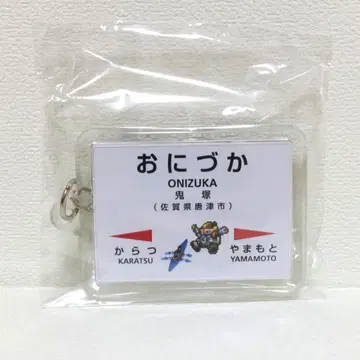 おにづか
ONIZUKA
鬼塚
(佐賀県唐津市)
からつ やまもと
KARATSU YAMAMOTO